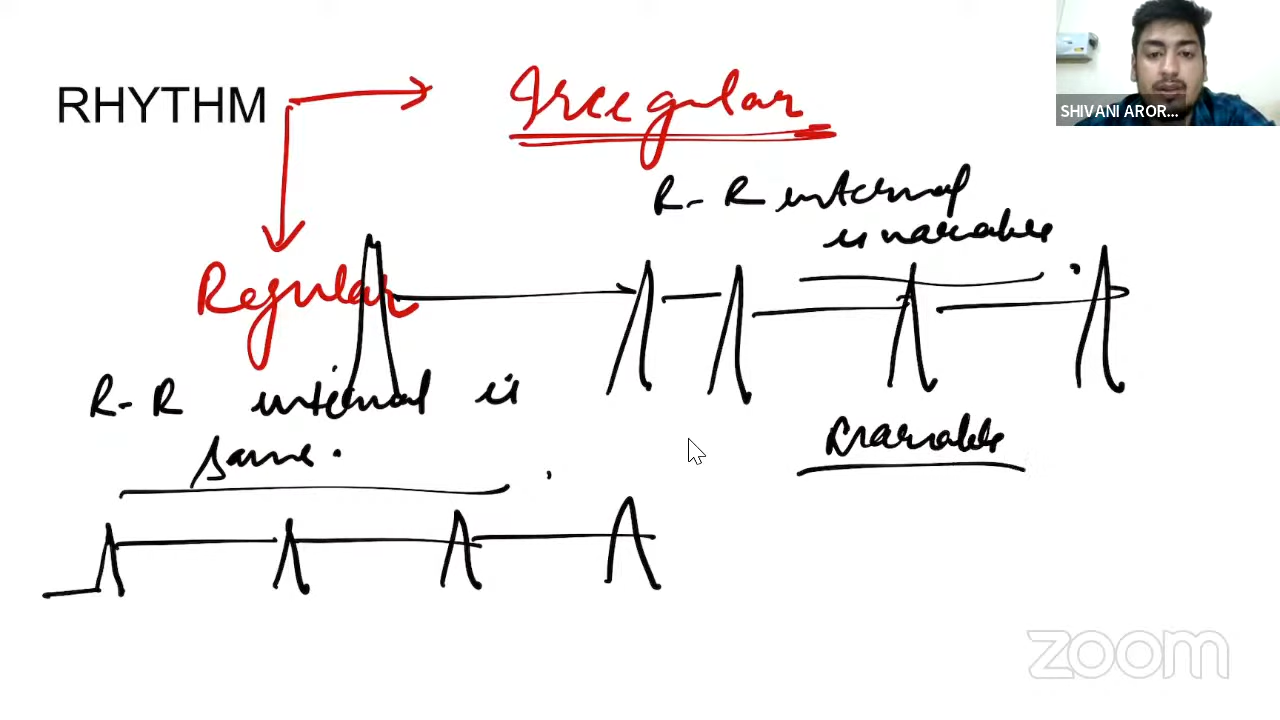 RHYTHM
Irregular
SHIVANI AROR...
R-R interval
is variable
Regular
R-R interval is
same.
variable
zoom